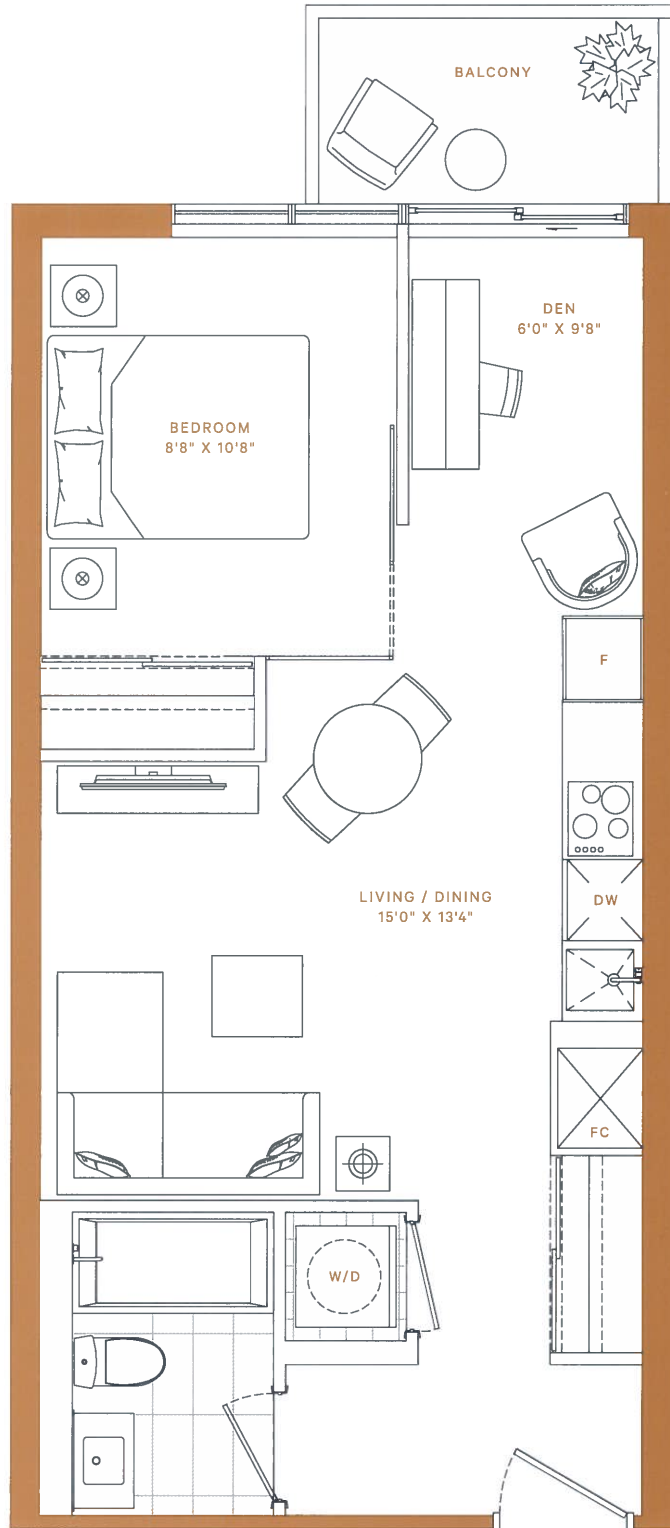 BALCONY
DEN
6'0" X 9'8"
BEDROOM
8'8" X 10'8"
F
LIVING / DINING
15'0" X 13'4"
DW
FC
W/D